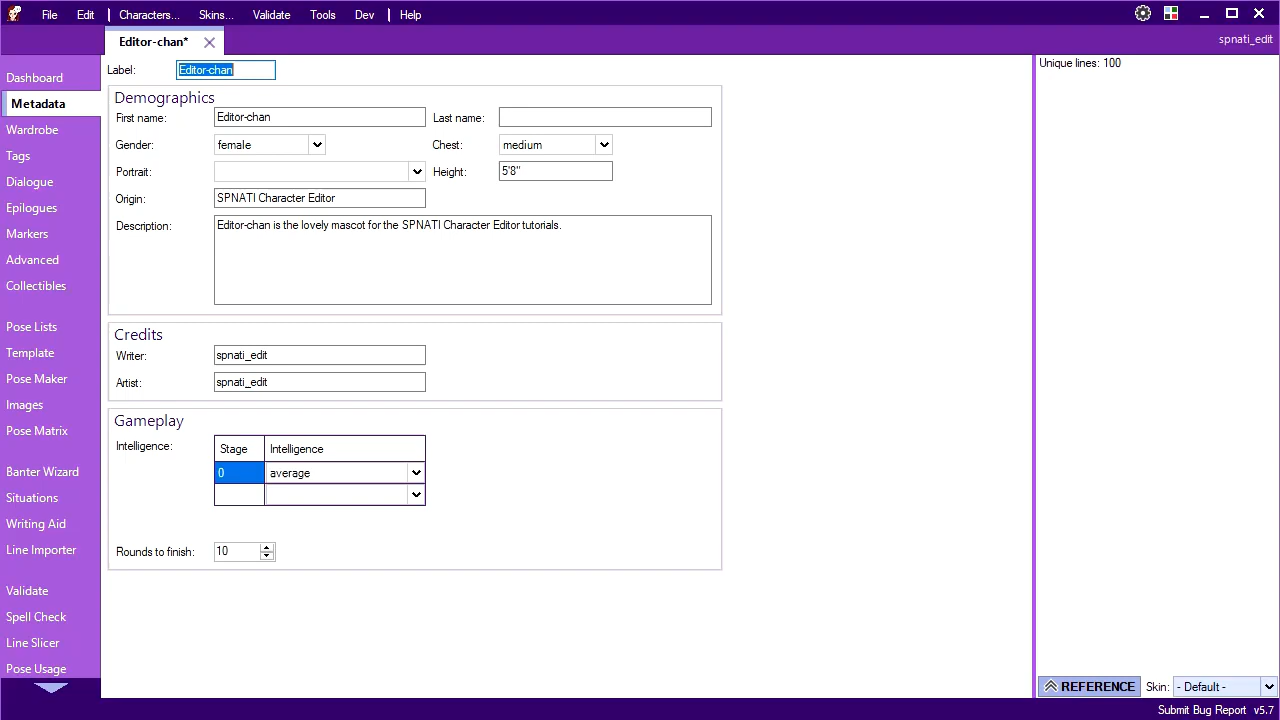 File Edit Characters... Skins... Validate Tools Dev Help
Editor-chan*
spnati_edit
Dashboard
Metadata
Wardrobe
Tags
Dialogue
Epilogues
Markers
Advanced
Collectibles
Pose Lists
Template
Pose Maker
Images
Pose Matrix
Banter Wizard
Situations
Writing Aid
Line Importer
Validate
Spell Check
Line Slicer
Pose Usage
Label: Editor-chan
Demographics
First name: Editor-chan Last name:
Gender: female Chest: medium
Portrait: Height: 5'8"
Origin: SPNATI Character Editor
Description: Editor-chan is the lovely mascot for the SPNATI Character Editor tutorials.
Credits
Writer: spnati_edit
Artist: spnati_edit
Gameplay
Intelligence: Stage Intelligence
0 average
Rounds to finish: 10
Unique lines: 100
REFERENCE Skin: - Default -
Submit Bug Report v5.7